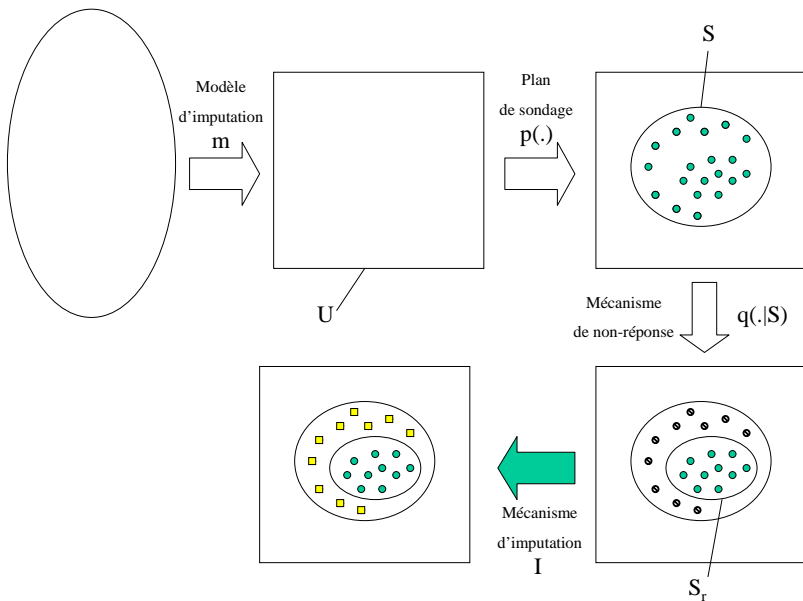 Modèle
d'imputation
m
U
Plan
de sondage
p(.)
S
Mécanisme
de non-réponse
q(.|S)
Mécanisme
d'imputation
I
S_r